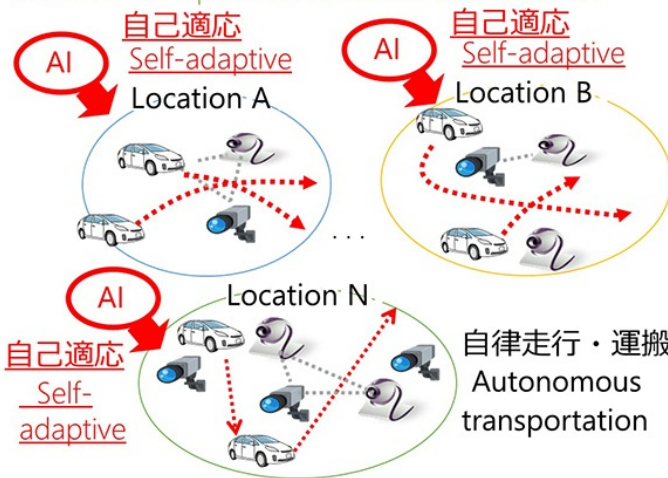 自己適応
Self-adaptive
AI
Location A
自己適応
Self-adaptive
AI
Location B
. . .
AI
Location N
自己適応
Self-
adaptive
自律走行・運搬
Autonomous
transportation